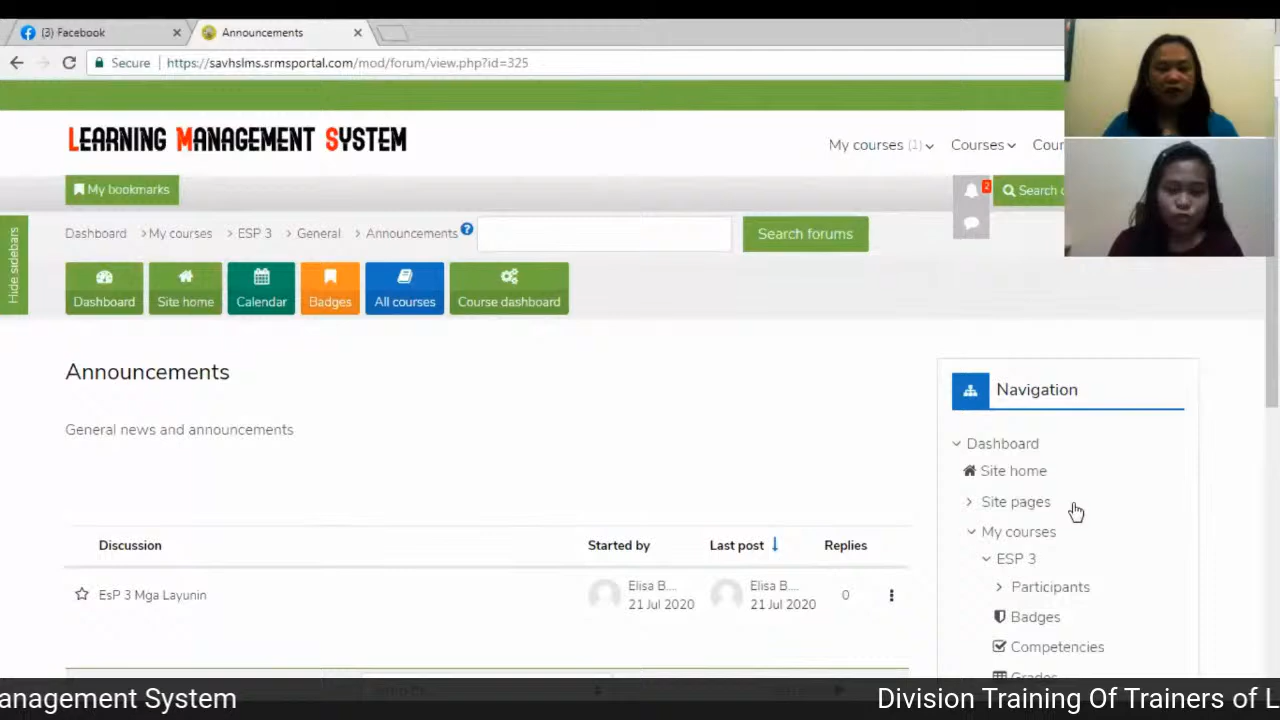 (3) Facebook
Announcements
Secure
https://savhslms.srmsportal.com/mod/forum/view.php?id=325
LEARNING MANAGEMENT SYSTEM
My courses (1)
Courses
Cour
My bookmarks
2
Search c
Hide sidebars
Dashboard > My courses > ESP 3 > General > Announcements
Search forums
Dashboard
Site home
Calendar
Badges
All courses
Course dashboard
Announcements
General news and announcements
Discussion
Started by
Last post
Replies
EsP 3 Mga Layunin
Elisa B....
21 Jul 2020
Elisa B....
21 Jul 2020
0
Navigation
Dashboard
Site home
Site pages
My courses
ESP 3
Participants
Badges
Competencies
Grades
anagement System
Division Training Of Trainers of L